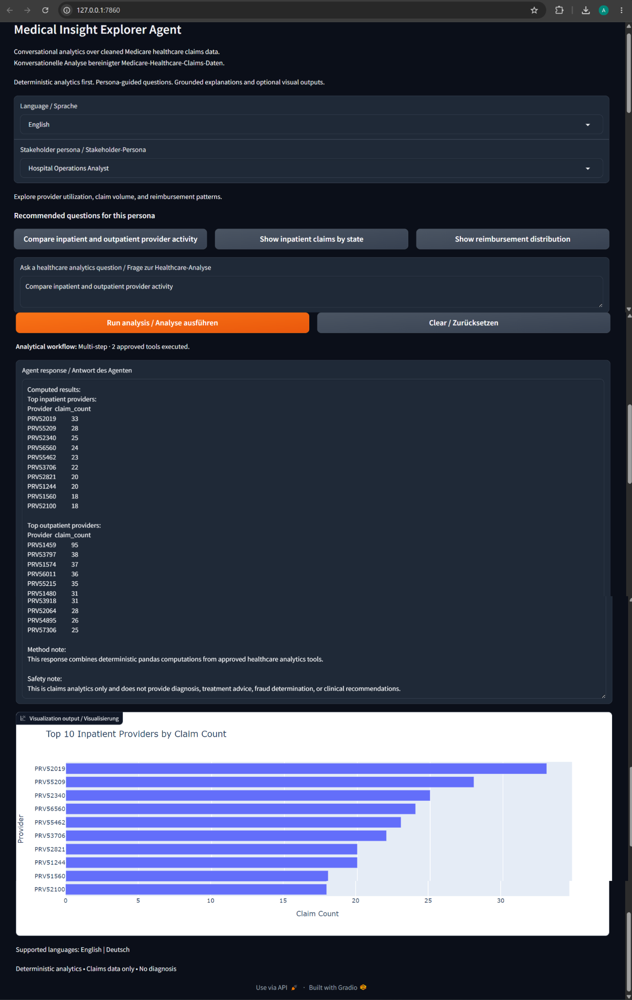 127.0.0.1:7860
A
Medical Insight Explorer Agent
Conversational analytics over cleaned Medicare healthcare claims data.
Konversationelle Analyse bereinigter Medicare-Healthcare-Claims-Daten.
Deterministic analytics first. Persona-guided questions. Grounded explanations and optional visual outputs.
Language / Sprache
English
Stakeholder persona / Stakeholder-Persona
Hospital Operations Analyst
Explore provider utilization, claim volume, and reimbursement patterns.
Recommended questions for this persona
Compare inpatient and outpatient provider activity
Show inpatient claims by state
Show reimbursement distribution
Ask a healthcare analytics question / Frage zur Healthcare-Analyse
Compare inpatient and outpatient provider activity
Run analysis / Analyse ausführen
Clear / Zurücksetzen
Analytical workflow: Multi-step · 2 approved tools executed.
Agent response / Antwort des Agenten
Computed results:
Top inpatient providers:
Provider claim_count
PRV52019 33
PRV55209 28
PRV52340 25
PRV56560 24
PRV55462 23
PRV53706 22
PRV52821 20
PRV51244 20
PRV51560 18
PRV52100 18
Top outpatient providers:
Provider claim_count
PRV51459 95
PRV53797 38
PRV51574 37
PRV56011 36
PRV55215 35
PRV51480 31
PRV53918 31
PRV52064 28
PRV54895 26
PRV57306 25
Method note:
This response combines deterministic pandas computations from approved healthcare analytics tools.
Safety note:
This is claims analytics only and does not provide diagnosis, treatment advice, fraud determination, or clinical recommendations.
Visualization output / Visualisierung
Top 10 Inpatient Providers by Claim Count
PRV52019
PRV55209
PRV52340
PRV56560
PRV55462
PRV53706
PRV52821
PRV51244
PRV51560
PRV52100
Provider
0 5 10 15 20 25 30
Claim Count
Supported languages: English | Deutsch
Deterministic analytics • Claims data only • No diagnosis
Use via API · Built with Gradio